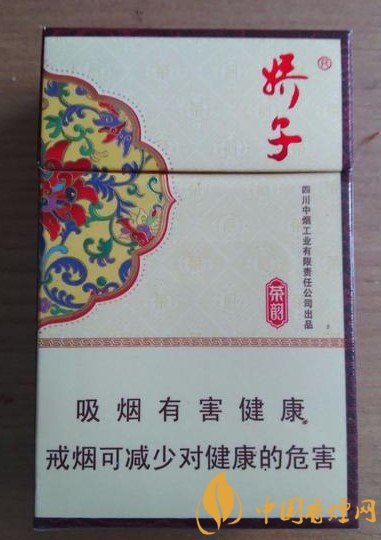 娇子
®
四川中烟工业有限责任公司出品
茶韵
吸烟有害健康
戒烟可减少对健康的危害
中国香烟网